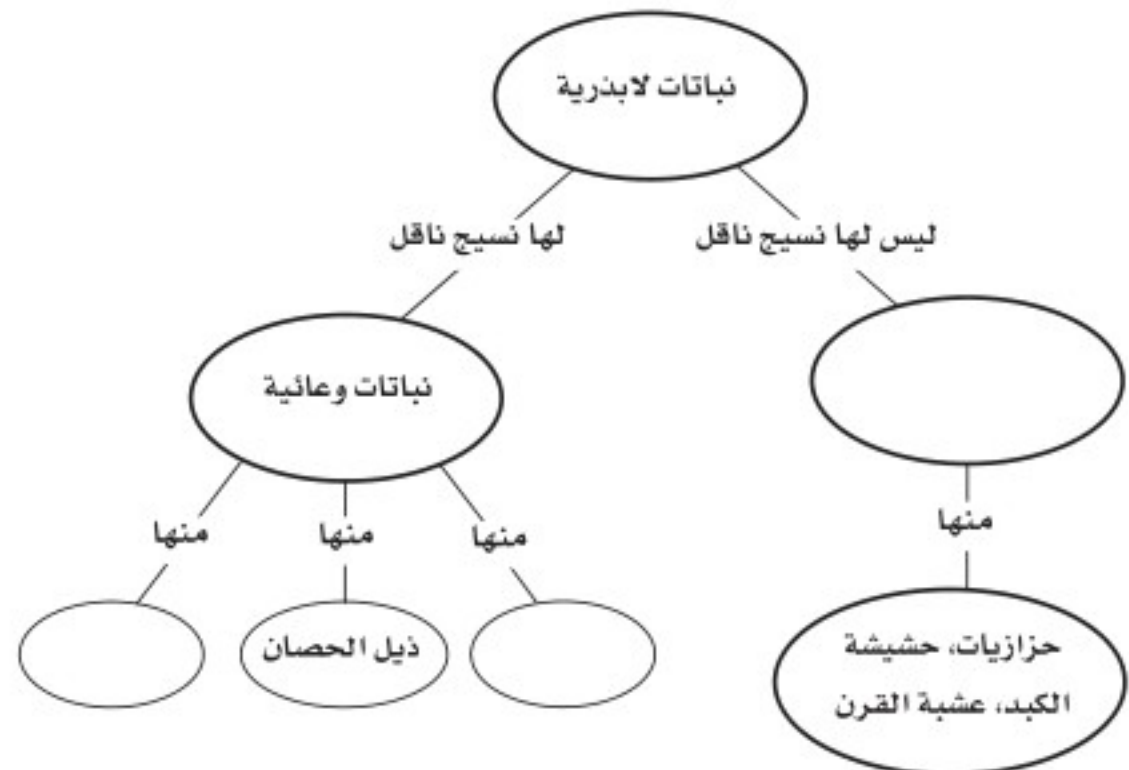 نباتات لابذرية
ليس لها نسيج ناقل
لها نسيج ناقل
نباتات وعائية
منها
منها
منها
منها
حزازيات، حشيشة
الكبد، عشبة القرن
ذيل الحصان